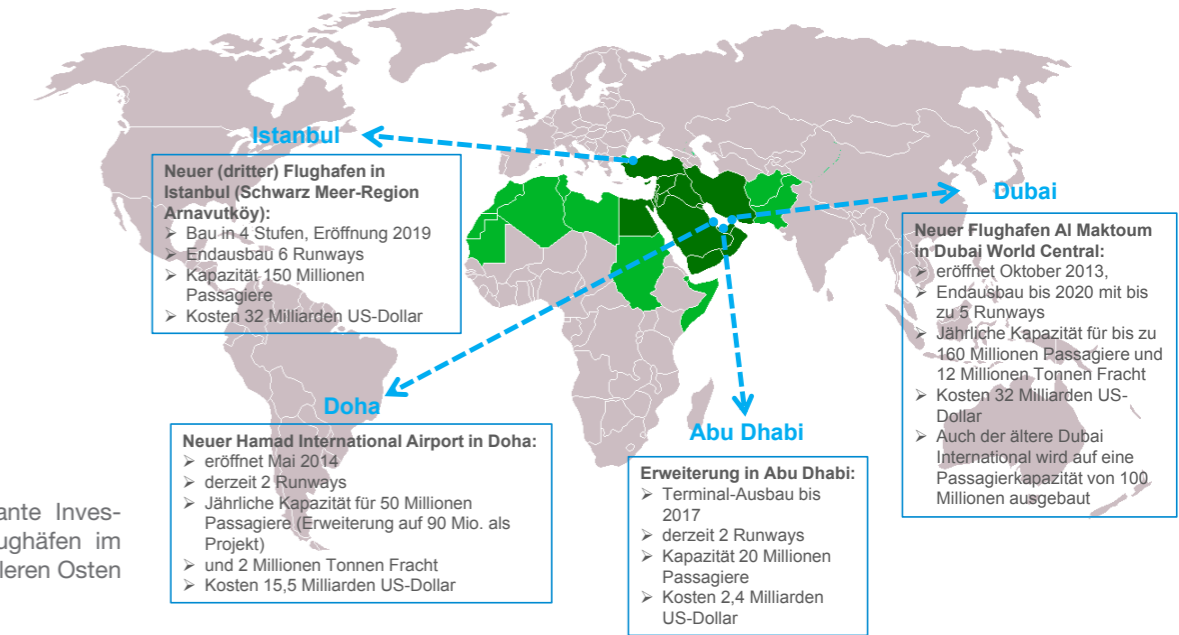 Istanbul
Neuer (dritter) Flughafen in
Istanbul (Schwarz Meer-Region
Arnavutköy):
➢ Bau in 4 Stufen, Eröffnung 2019
➢ Endausbau 6 Runways
➢ Kapazität 150 Millionen
Passagiere
➢ Kosten 32 Milliarden US-Dollar
Dubai
Neuer Flughafen Al Maktoum
in Dubai World Central:
➢ eröffnet Oktober 2013,
➢ Endausbau bis 2020 mit bis
zu 5 Runways
➢ Jährliche Kapazität für bis zu
160 Millionen Passagiere und
12 Millionen Tonnen Fracht
➢ Kosten 32 Milliarden US-
Dollar
➢ Auch der ältere Dubai
International wird auf eine
Passagierkapazität von 100
Millionen ausgebaut
Doha
Neuer Hamad International Airport in Doha:
➢ eröffnet Mai 2014
➢ derzeit 2 Runways
➢ Jährliche Kapazität für 50 Millionen
Passagiere (Erweiterung auf 90 Mio. als
Projekt)
➢ und 2 Millionen Tonnen Fracht
➢ Kosten 15,5 Milliarden US-Dollar
Abu Dhabi
Erweiterung in Abu Dhabi:
➢ Terminal-Ausbau bis
2017
➢ derzeit 2 Runways
➢ Kapazität 20 Millionen
Passagiere
➢ Kosten 2,4 Milliarden
US-Dollar
ante Inves-
ughäfen im
leren Osten